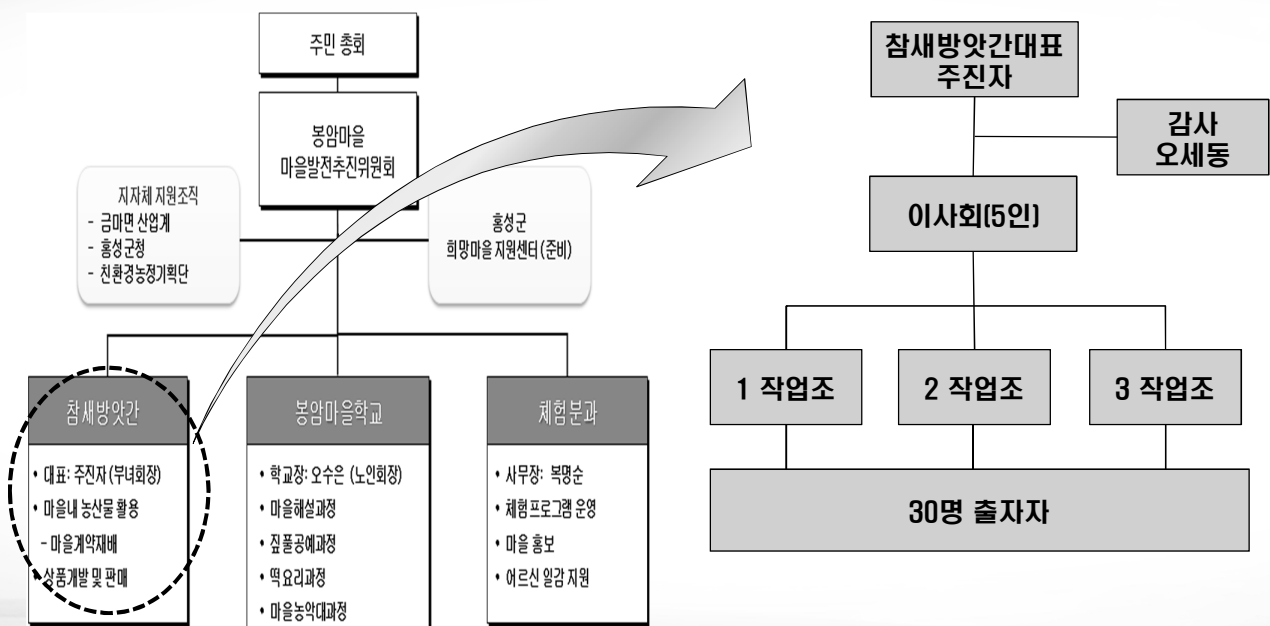 주민 총회
봉암마을
마을발전추진위원회
지자체 지원조직
- 금마면 산업계
- 홍성군청
- 친환경농정기획단
홍성군
희망마을 지원센터 (준비)
참새방앗간
• 대표: 주진자 (부녀회장)
• 마을내 농산물 활용
- 마을계약재배
• 상품개발 및 판매
봉암마을학교
• 학교장: 오수은 (노인회장)
• 마을해설과정
• 짚풀공예과정
• 떡요리과정
• 마을농악대과정
체험분과
• 사무장: 복명순
• 체험프로그램 운영
• 마을 홍보
• 어르신 일감 지원
참새방앗간대표
주진자
감사
오세동
이사회(5인)
1 작업조
2 작업조
3 작업조
30명 출자자